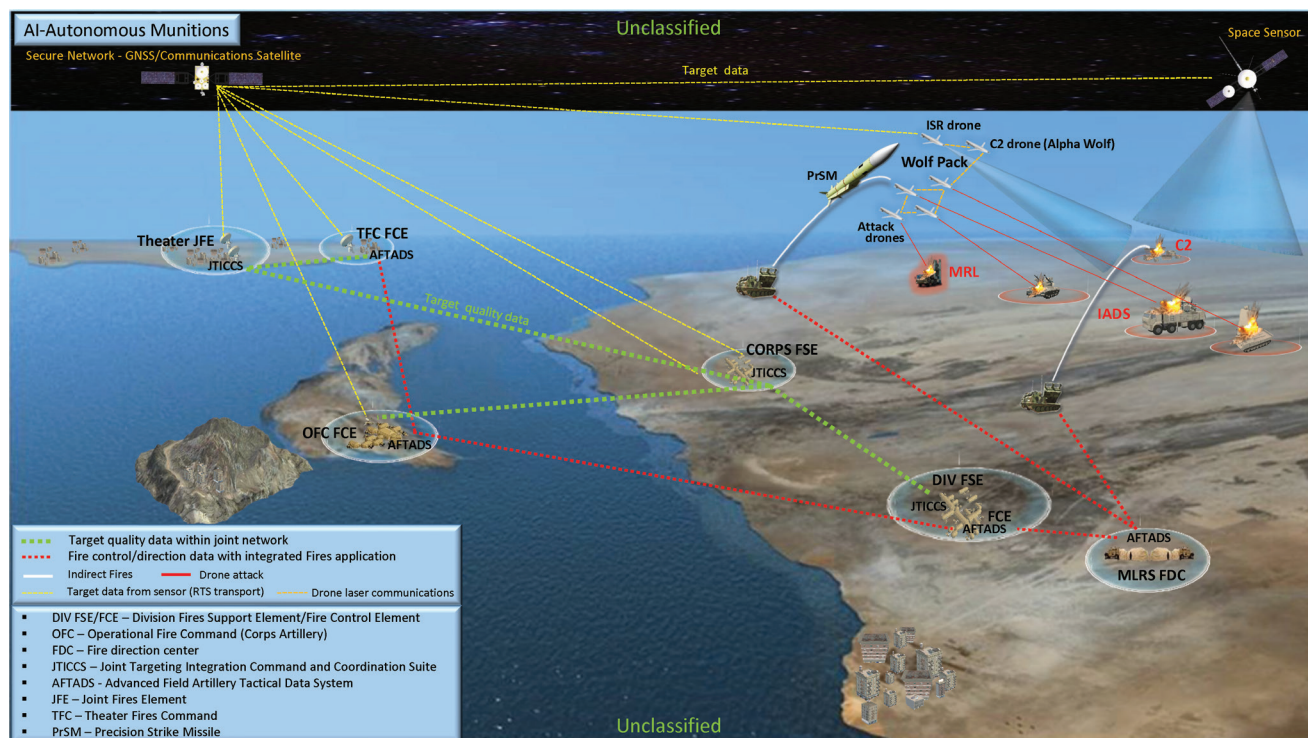 AI-Autonomous Munitions
Unclassified
Space Sensor
Secure Network - GNSS/Communications Satellite
Target data
ISR drone
C2 drone (Alpha Wolf)
Wolf Pack
PrSM
Attack
drones
Theater JFE
JTICCS
TFC FCE
AFTADS
C2
MRL
IADS
Target quality data
CORPS FSE
JTICCS
OFC FCE
AFTADS
DIV FSE
JTICCS
FCE
AFTADS
AFTADS
MLRS FDC
Target quality data within joint network
Fire control/direction data with integrated Fires application
Indirect Fires
Drone attack
Target data from sensor (RTS transport)
Drone laser communications
▪ DIV FSE/FCE – Division Fires Support Element/Fire Control Element
▪ OFC – Operational Fire Command (Corps Artillery)
▪ FDC – Fire direction center
▪ JTICCS – Joint Targeting Integration Command and Coordination Suite
▪ AFTADS - Advanced Field Artillery Tactical Data System
▪ JFE – Joint Fires Element
▪ TFC – Theater Fires Command
▪ PrSM – Precision Strike Missile
Unclassified